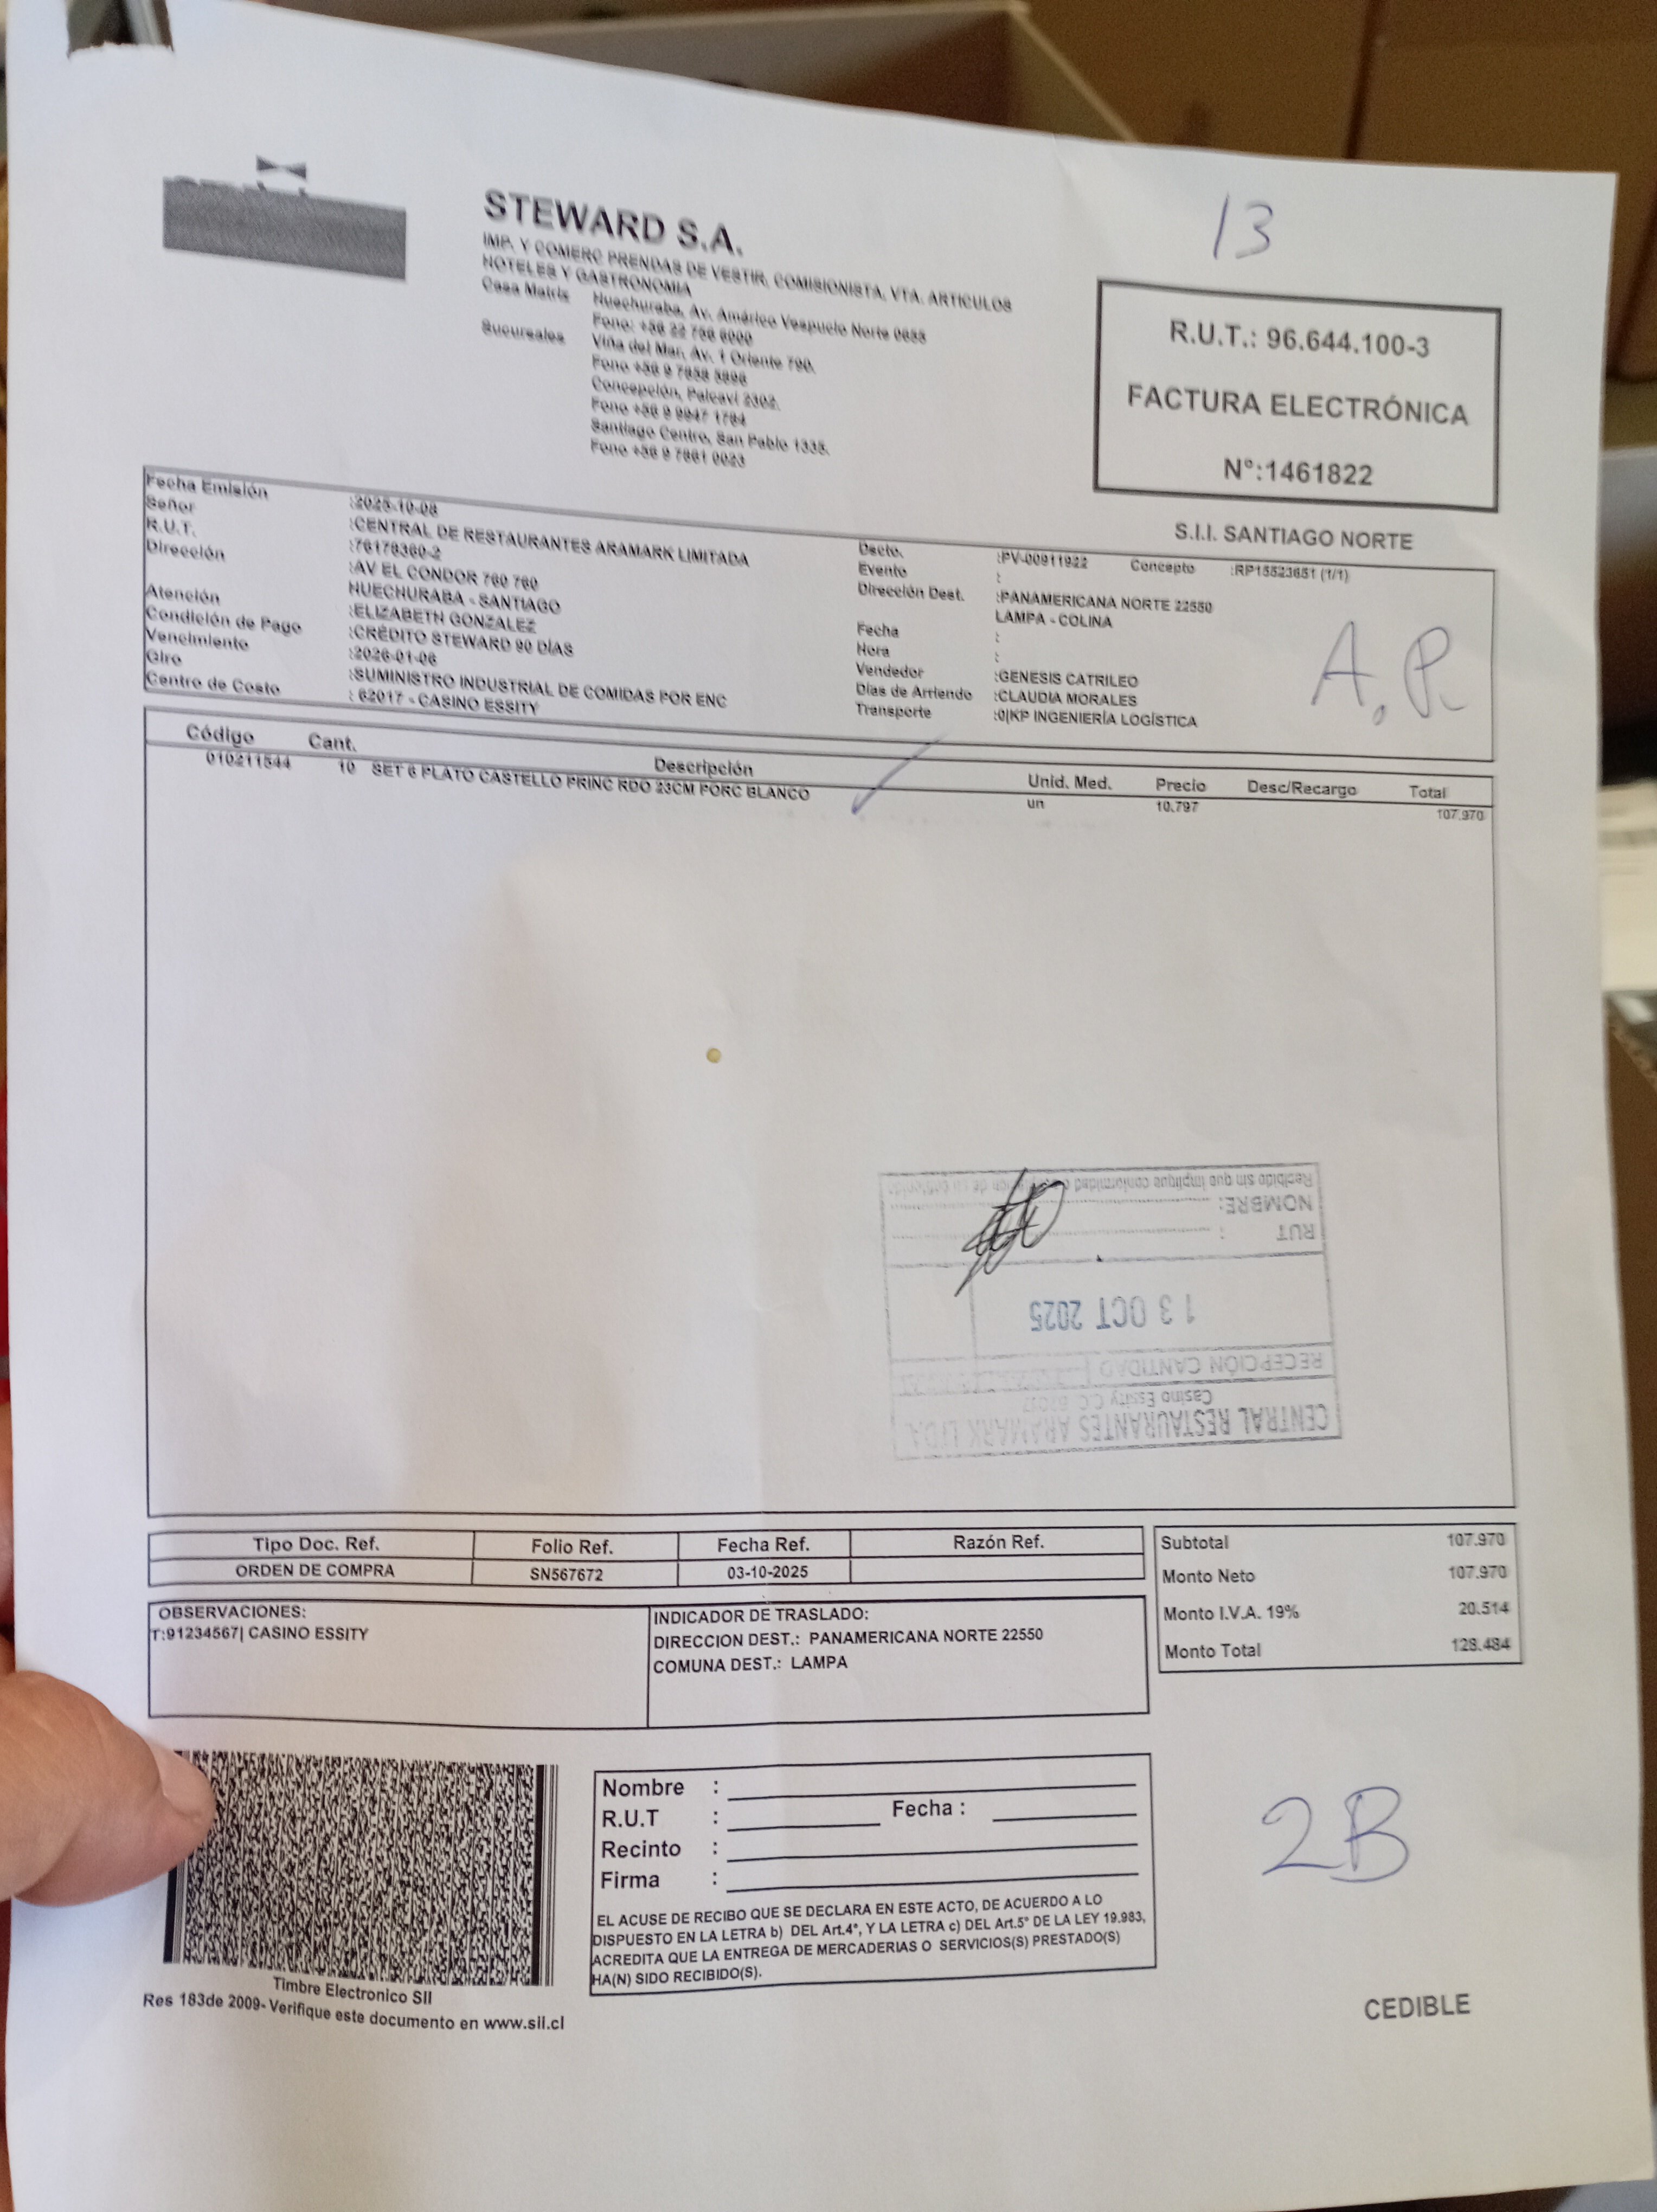 13
STEWARD S.A.
IMP. Y COMERC PRENDAS DE VESTIR, COMISIONISTA, VTA. ARTICULOS
HOTELES Y GASTRONOMIA
Casa Matriz Huechuraba, Av. Américo Vespucio Norte 0655
Fono: +56 22 756 6000
Sucursales Viña del Mar, Av. 1 Oriente 790.
Fono +56 9 7858 5896
Concepción, Paicaví 2302.
Fono +56 9 9947 1784
Santiago Centro, San Pablo 1335.
Fono +56 9 7861 0023
R.U.T.: 96.644.100-3
FACTURA ELECTRÓNICA
N°:1461822
S.I.I. SANTIAGO NORTE
Fecha Emisión :2025-10-08
Señor :CENTRAL DE RESTAURANTES ARAMARK LIMITADA
R.U.T. :76178360-2
Dirección :AV EL CONDOR 760 760
HUECHURABA - SANTIAGO
Atención :ELIZABETH GONZALEZ
Condición de Pago :CRÉDITO STEWARD 90 DÍAS
Vencimiento :2026-01-06
Giro :SUMINISTRO INDUSTRIAL DE COMIDAS POR ENC
Centro de Costo : 62017 - CASINO ESSITY
Dscto. :PV-00911922 Concepto :RP15523651 (1/1)
Evento :
Dirección Dest. :PANAMERICANA NORTE 22550
LAMPA - COLINA
Fecha :
Hora :
Vendedor :GENESIS CATRILEO
Días de Arriendo :CLAUDIA MORALES
Transporte :0|KP INGENIERÍA LOGÍSTICA
A.P.
Código Cant. Descripción Unid. Med. Precio Desc/Recargo Total
010211544 10 SET 6 PLATO CASTELLO PRINC RDO 23CM PORC BLANCO un 10.797 107.970
CENTRAL RESTAURANTES ARAMARK LTDA.
Casino Essity C.C. 62017
RECEPCIÓN CANTIDAD
13 OCT 2025
RUT :
NOMBRE:
Recibido sin que implique conformidad
Tipo Doc. Ref. Folio Ref. Fecha Ref. Razón Ref.
ORDEN DE COMPRA SN567672 03-10-2025
Subtotal 107.970
Monto Neto 107.970
Monto I.V.A. 19% 20.514
Monto Total 128.484
OBSERVACIONES:
T:91234567| CASINO ESSITY
INDICADOR DE TRASLADO:
DIRECCION DEST.: PANAMERICANA NORTE 22550
COMUNA DEST.: LAMPA
Nombre :
R.U.T : Fecha :
Recinto :
Firma :
EL ACUSE DE RECIBO QUE SE DECLARA EN ESTE ACTO, DE ACUERDO A LO
DISPUESTO EN LA LETRA b) DEL Art.4°, Y LA LETRA c) DEL Art.5° DE LA LEY 19.983,
ACREDITA QUE LA ENTREGA DE MERCADERIAS O SERVICIOS(S) PRESTADO(S)
HA(N) SIDO RECIBIDO(S).
2B
Timbre Electronico SII
Res 183de 2009- Verifique este documento en www.sii.cl
CEDIBLE